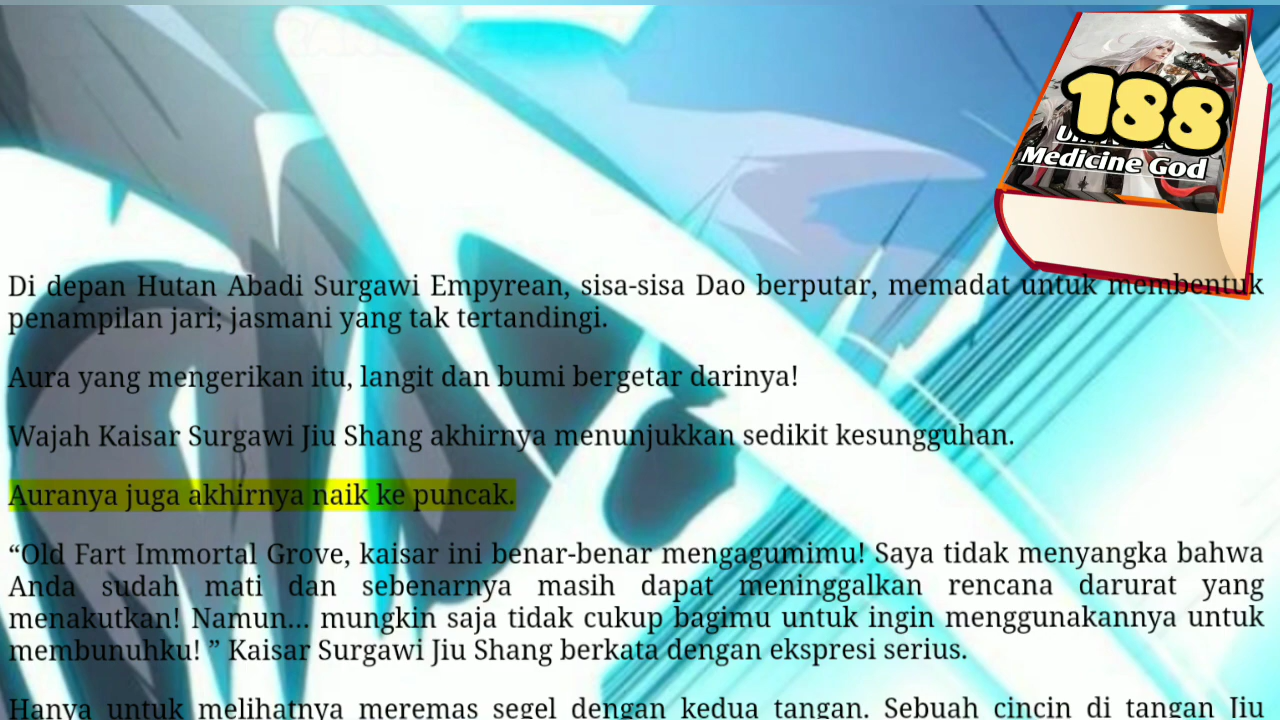 188
Medicine God
Di depan Hutan Abadi Surgawi Empyrean, sisa-sisa Dao berputar, memadat untuk membentuk
penampilan jari; jasmani yang tak tertandingi.
Aura yang mengerikan itu, langit dan bumi bergetar darinya!
Wajah Kaisar Surgawi Jiu Shang akhirnya menunjukkan sedikit kesungguhan.
Auranya juga akhirnya naik ke puncak.
“Old Fart Immortal Grove, kaisar ini benar-benar mengagumimu! Saya tidak menyangka bahwa
Anda sudah mati dan sebenarnya masih dapat meninggalkan rencana darurat yang
menakutkan! Namun... mungkin saja tidak cukup bagimu untuk ingin menggunakannya untuk
membunuhku! ” Kaisar Surgawi Jiu Shang berkata dengan ekspresi serius.
Hanya untuk melihatnya meremas segel dengan kedua tangan. Sebuah cincin di tangan Jiu